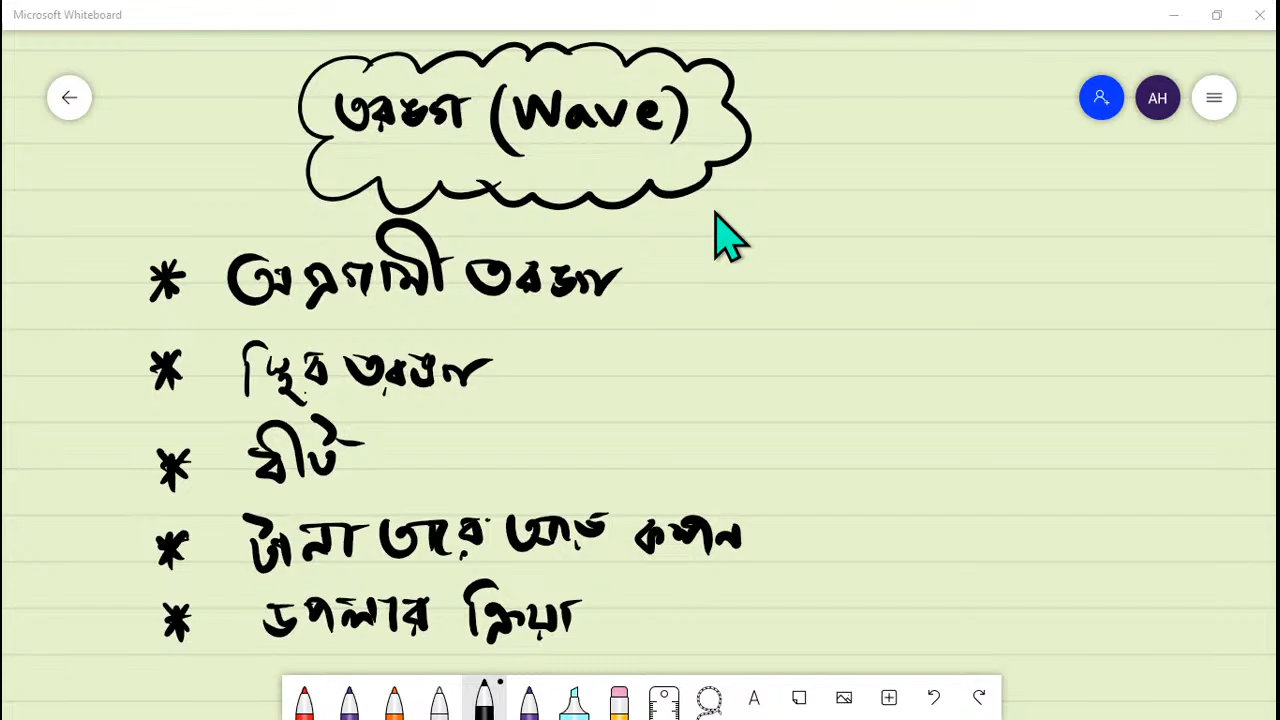 Microsoft Whiteboard
তরঙ্গ (Wave)
AH
* অগ্রগামী তরঙ্গ
* স্থির তরঙ্গ
* বীট
* টানা তারে আড় কম্পন
* ডপলার ক্রিয়া
A